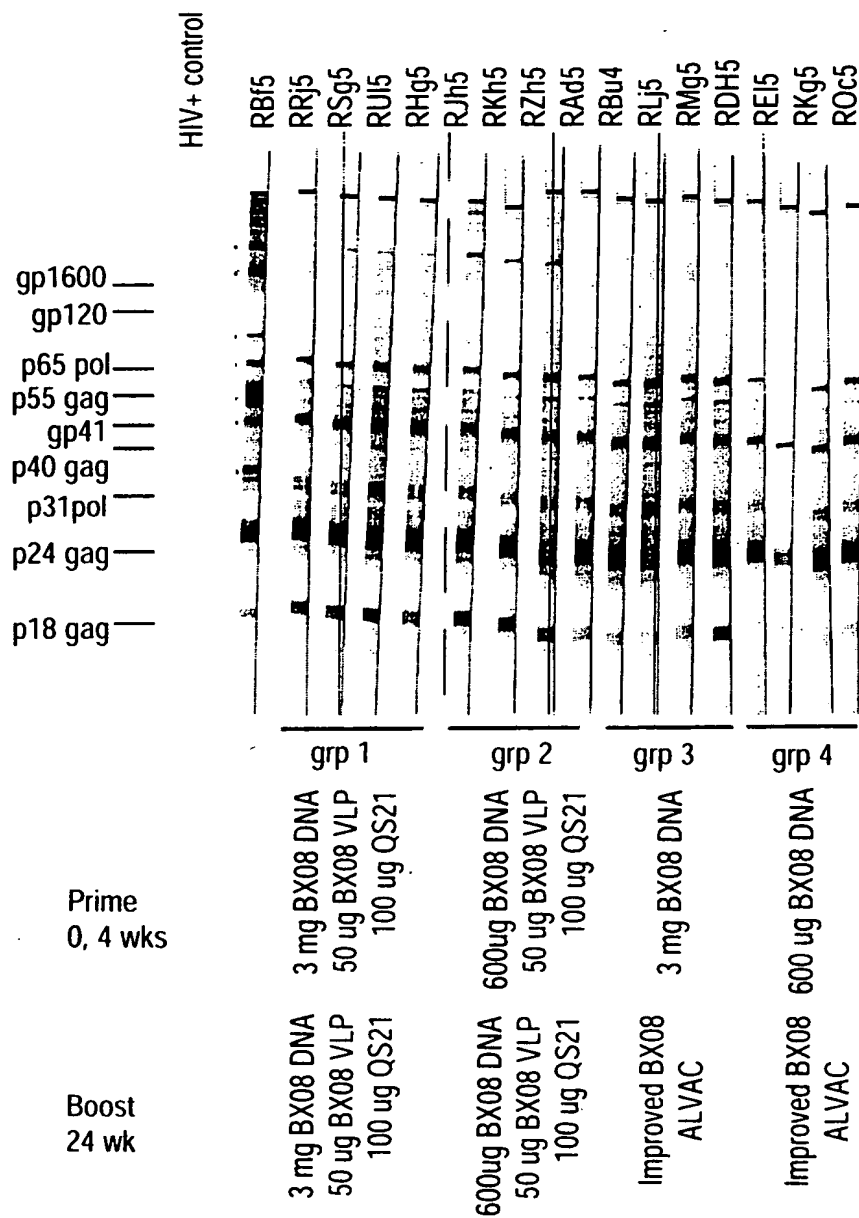 HIV+ control
RBf5
RRj5
RSg5
RUl5
RHg5
RJh5
RKh5
RZh5
RAd5
RBu4
RLj5
RMg5
RDH5
REl5
RKg5
ROc5
gp1600
gp120
p65 pol
p55 gag
gp41
p40 gag
p31pol
p24 gag
p18 gag
grp 1
grp 2
grp 3
grp 4
Prime
0, 4 wks
3 mg BX08 DNA
50 ug BX08 VLP
100 ug QS21
600ug BX08 DNA
50 ug BX08 VLP
100 ug QS21
3 mg BX08 DNA
600 ug BX08 DNA
Boost
24 wk
3 mg BX08 DNA
50 ug BX08 VLP
100 ug QS21
600ug BX08 DNA
50 ug BX08 VLP
100 ug QS21
Improved BX08
ALVAC
Improved BX08
ALVAC